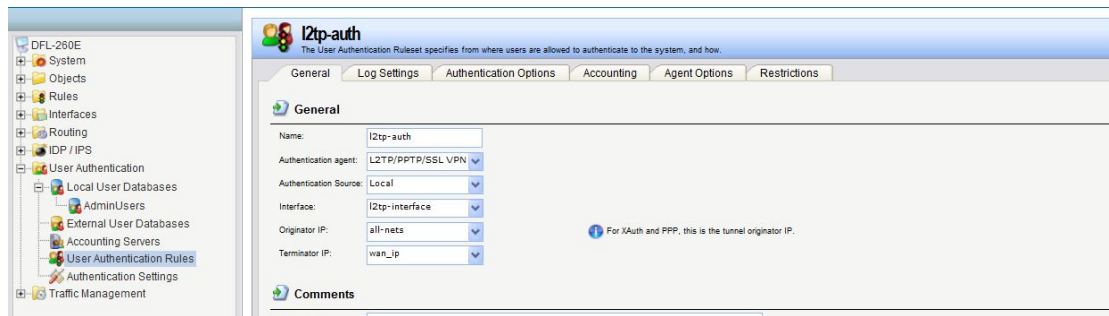 DFL-260E
System
Objects
Rules
Interfaces
Routing
IDP / IPS
User Authentication
Local User Databases
AdminUsers
External User Databases
Accounting Servers
User Authentication Rules
Authentication Settings
Traffic Management
l2tp-auth
The User Authentication Ruleset specifies from where users are allowed to authenticate to the system, and how.
General Log Settings Authentication Options Accounting Agent Options Restrictions
General
Name: l2tp-auth
Authentication agent: L2TP/PPTP/SSL VPN
Authentication Source: Local
Interface: l2tp-interface
Originator IP: all-nets For XAuth and PPP, this is the tunnel originator IP.
Terminator IP: wan_ip
Comments